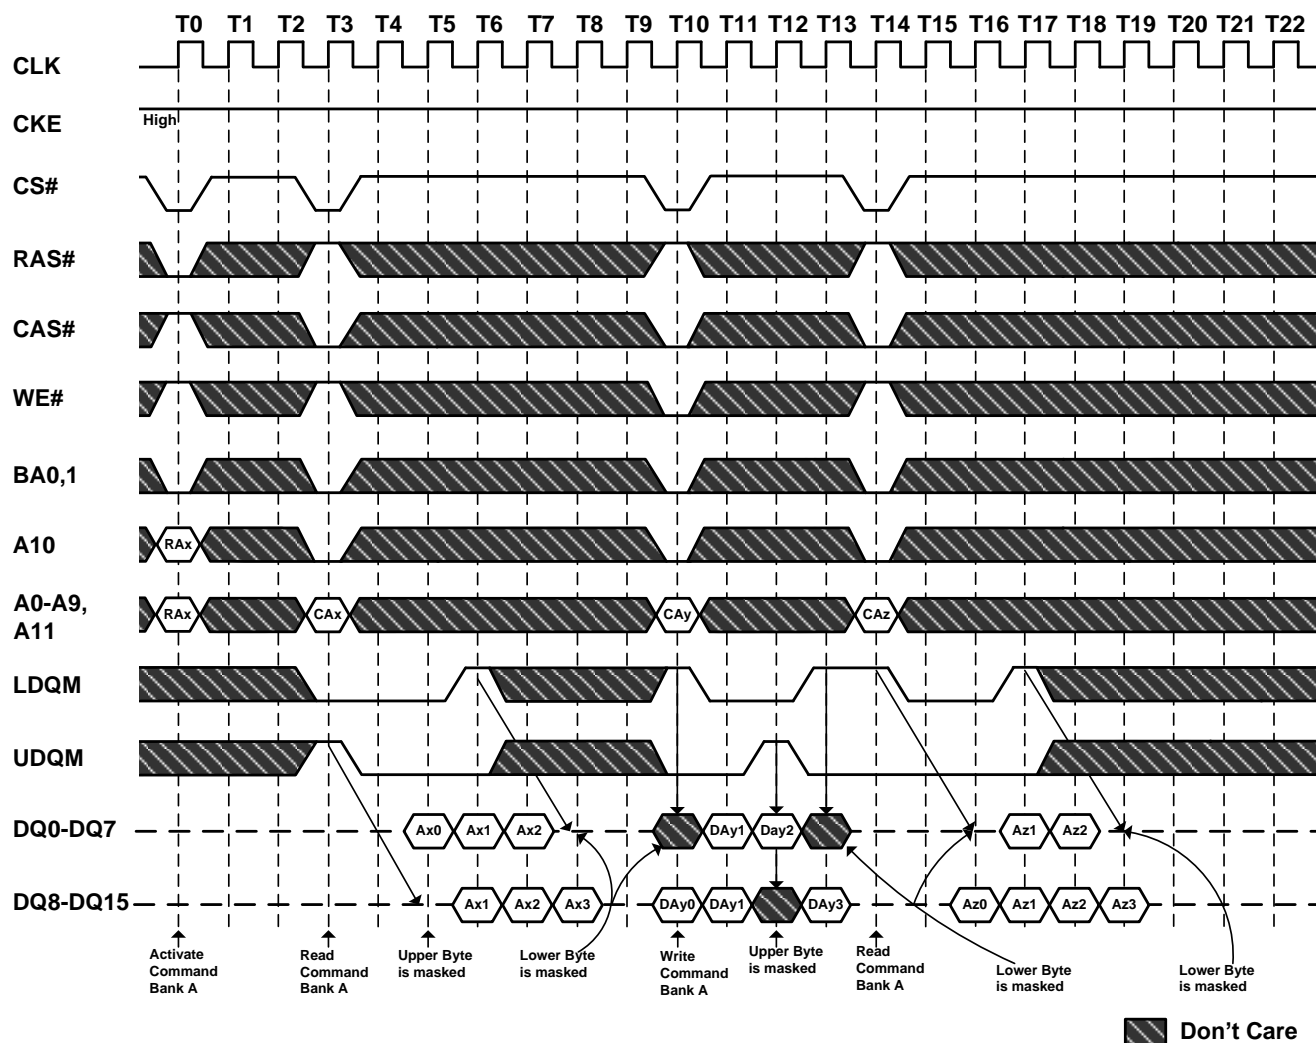 T0 T1 T2 T3 T4 T5 T6 T7 T8 T9 T10 T11 T12 T13 T14 T15 T16 T17 T18 T19 T20 T21 T22
CLK
CKE
High
CS#
RAS#
CAS#
WE#
BA0,1
A10
RAx
A0-A9,
A11
RAx CAx CAy CAz
LDQM
UDQM
DQ0-DQ7
Ax0 Ax1 Ax2 DAy1 Day2 Az1 Az2
DQ8-DQ15
Ax1 Ax2 Ax3 DAy0 DAy1 DAy3 Az0 Az1 Az2 Az3
Activate
Command
Bank A
Read
Command
Bank A
Upper Byte
is masked
Lower Byte
is masked
Write
Command
Bank A
Upper Byte
is masked
Read
Command
Bank A
Lower Byte
is masked
Lower Byte
is masked
Don't Care